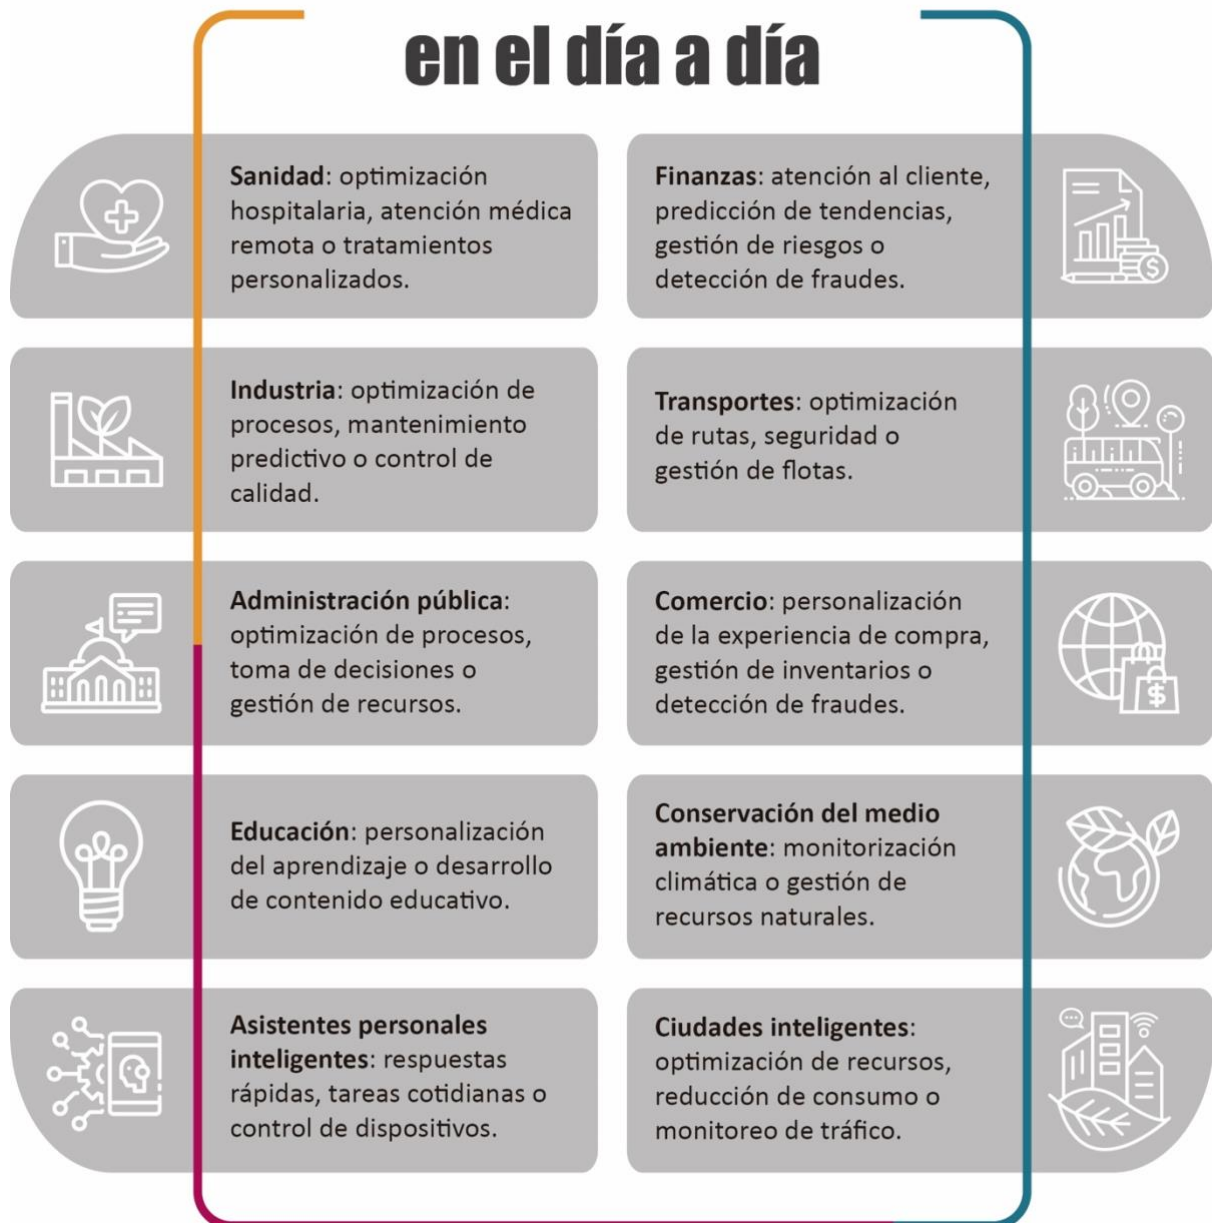 en el día a día
Sanidad: optimización
hospitalaria, atención médica
remota o tratamientos
personalizados.
Finanzas: atención al cliente,
predicción de tendencias,
gestión de riesgos o
detección de fraudes.
Industria: optimización de
procesos, mantenimiento
predictivo o control de
calidad.
Transportes: optimización
de rutas, seguridad o
gestión de flotas.
Administración pública:
optimización de procesos,
toma de decisiones o
gestión de recursos.
Comercio: personalización
de la experiencia de compra,
gestión de inventarios o
detección de fraudes.
Educación: personalización
del aprendizaje o desarrollo
de contenido educativo.
Conservación del medio
ambiente: monitorización
climática o gestión de
recursos naturales.
Asistentes personales
inteligentes: respuestas
rápidas, tareas cotidianas o
control de dispositivos.
Ciudades inteligentes:
optimización de recursos,
reducción de consumo o
monitoreo de tráfico.